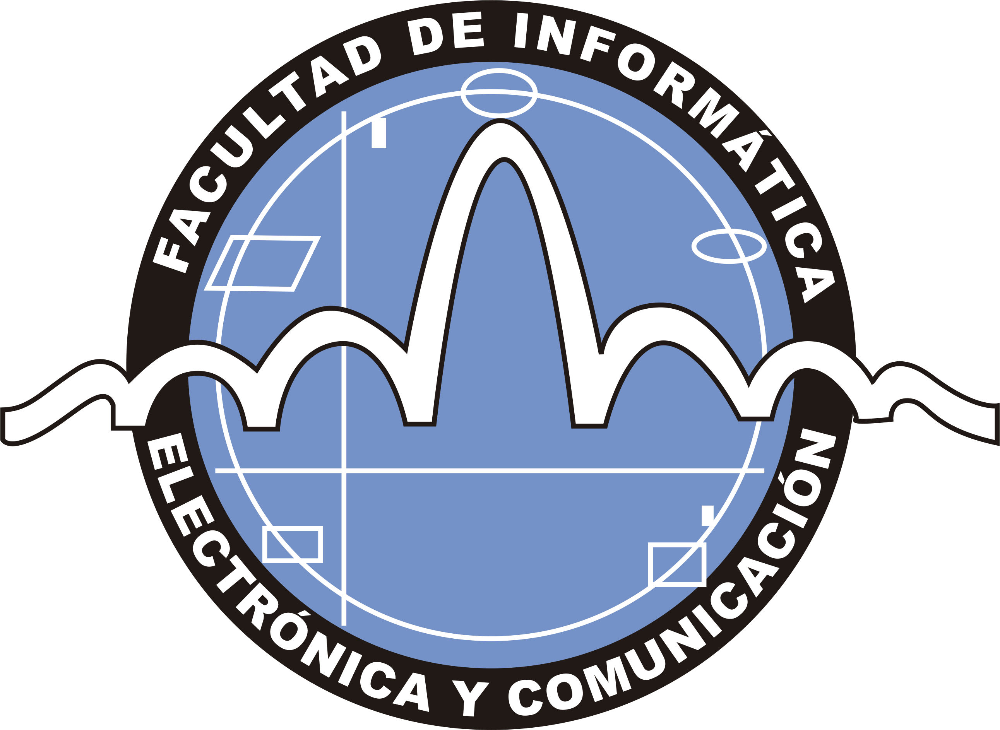 FACULTAD DE INFORMÁTICA
ELECTRÓNICA Y COMUNICACIÓN